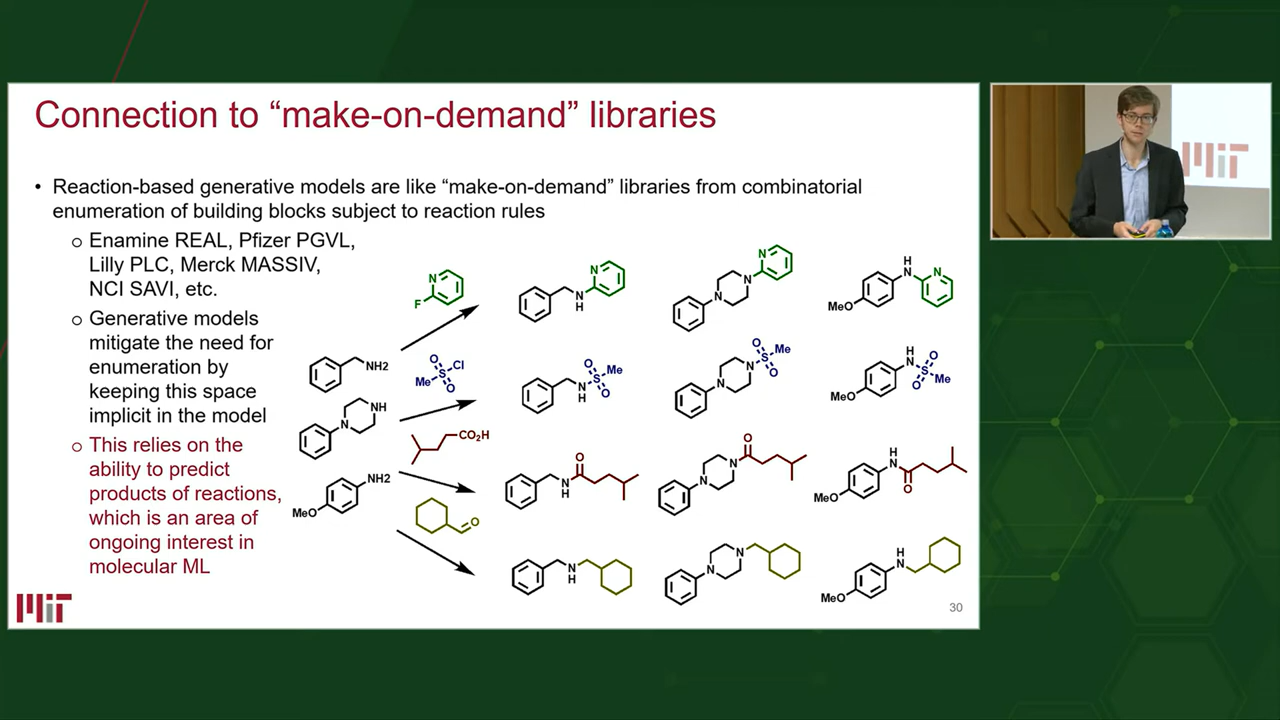 Connection to “make-on-demand” libraries
• Reaction-based generative models are like “make-on-demand” libraries from combinatorial
enumeration of building blocks subject to reaction rules
o Enamine REAL, Pfizer PGVL,
Lilly PLC, Merck MASSIV,
NCI SAVI, etc.
o Generative models
mitigate the need for
enumeration by
keeping this space
implicit in the model
o This relies on the
ability to predict
products of reactions,
which is an area of
ongoing interest in
molecular ML
N
F
NH2
O
Cl
S
Me
O
NH
N
CO2H
NH2
MeO
O
N
N
H
N
N
N
H
N
N
MeO
O
Me
S
N
H
O
O
Me
S
N
O
N
H
N
O
S
Me
O
MeO
O
N
H
O
N
N
H
N
O
MeO
N
H
N
N
H
N
MeO
MIT
30
MIT